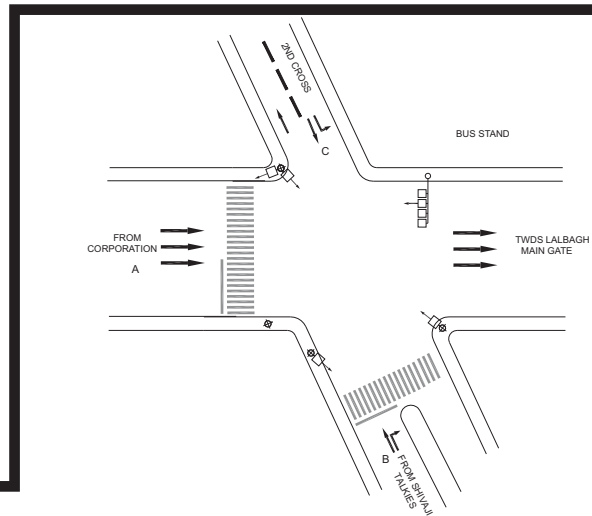 2ND CROSS
BUS STAND
C
FROM
CORPORATION
A
TWDS LALBAGH
MAIN GATE
B
FROM SHIVAJI
TALKIES